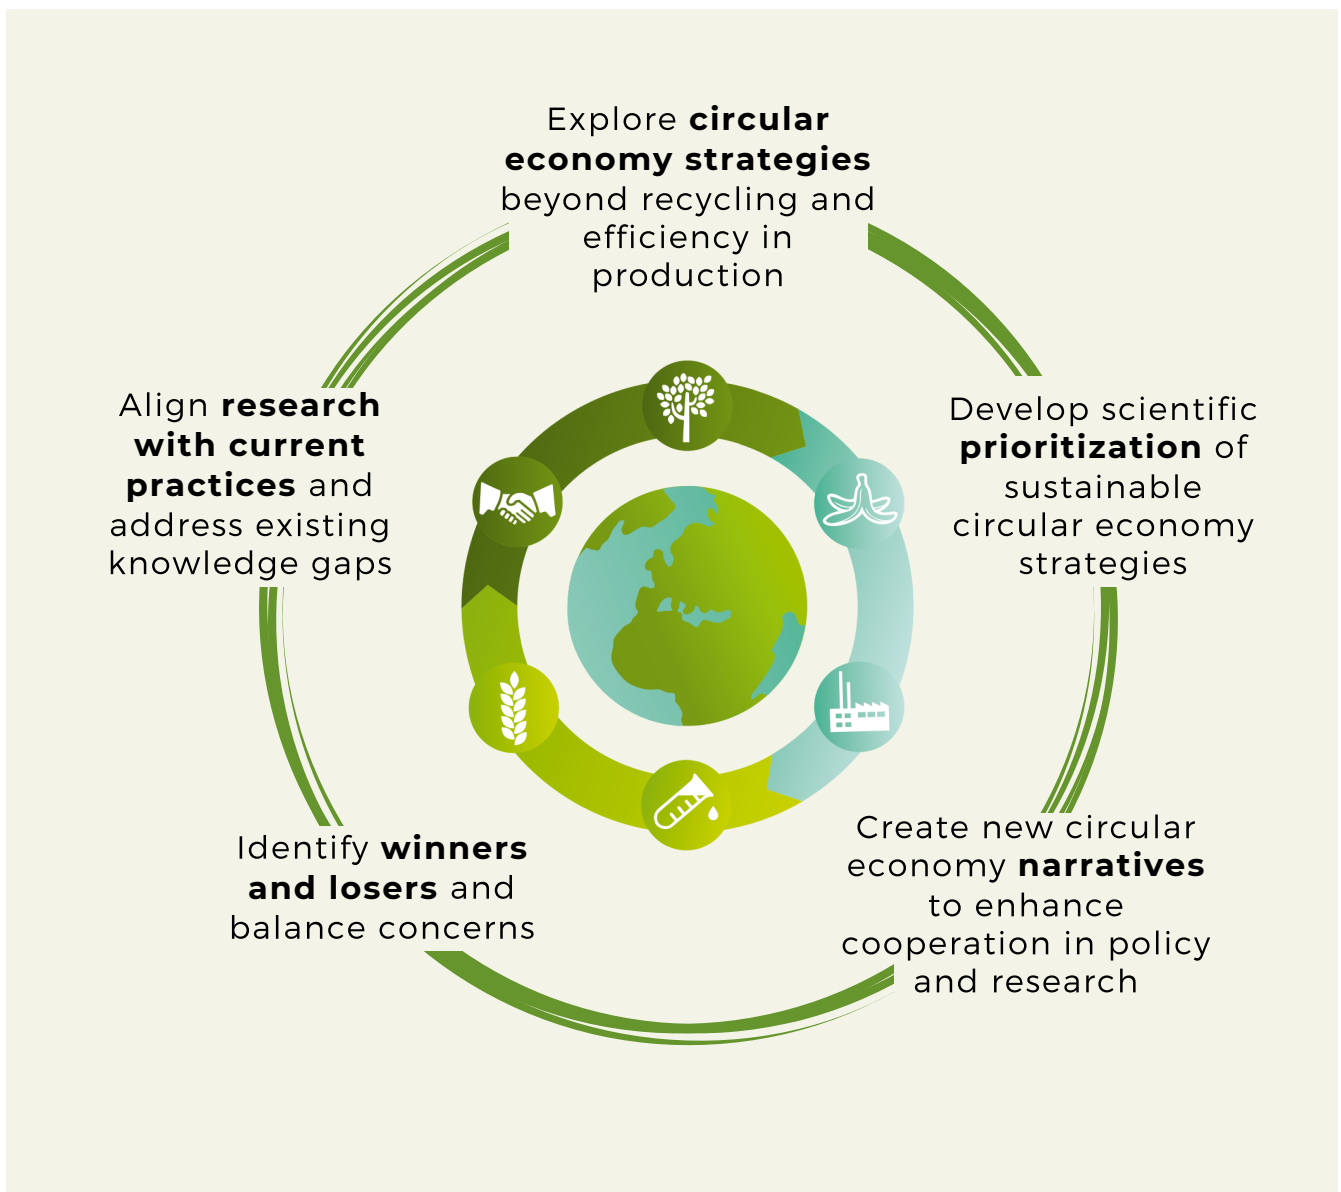 Explore circular
economy strategies
beyond recycling and
efficiency in
production
Develop scientific
prioritization of
sustainable
circular economy
strategies
Create new circular
economy narratives
to enhance
cooperation in policy
and research
Identify winners
and losers and
balance concerns
Align research
with current
practices and
address existing
knowledge gaps